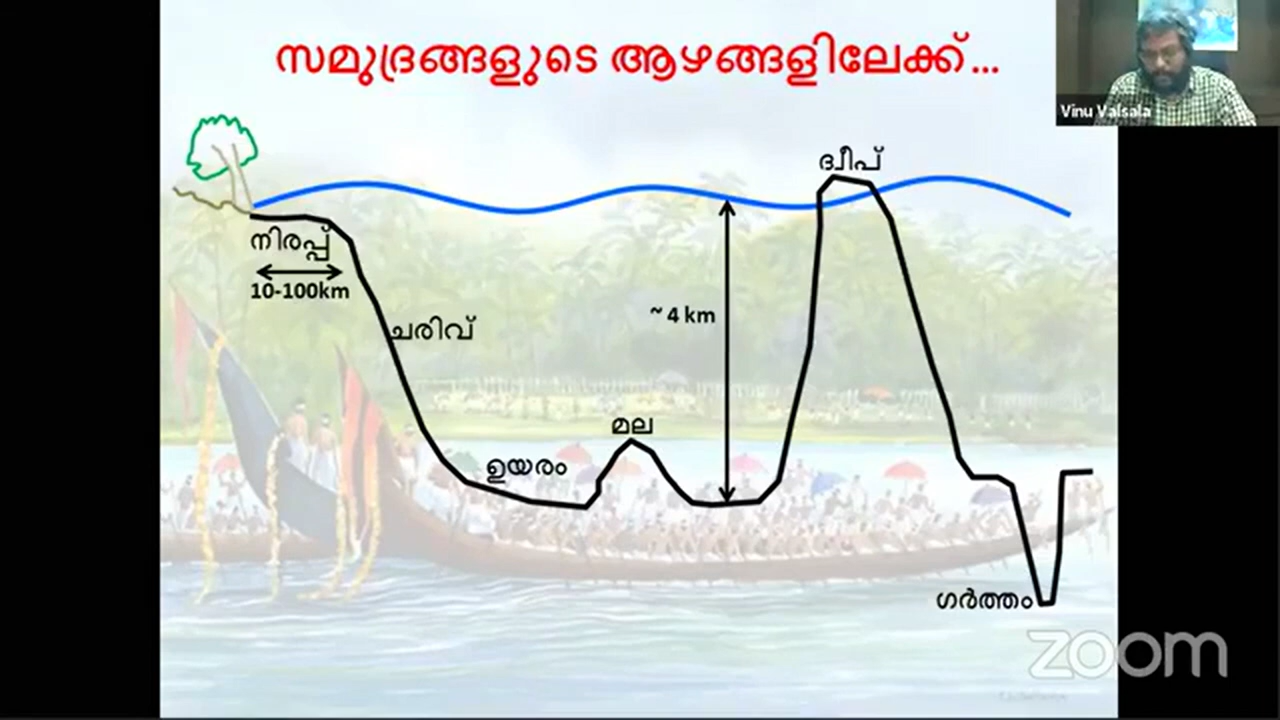 സമുദ്രങ്ങളുടെ ആഴങ്ങളിലേക്ക്...
Vinu Valsala
ദ്വീപ്
നിരപ്പ്
10-100km
~ 4 km
ചരിവ്
മല
ഉയരം
ഗർത്തം
zoom